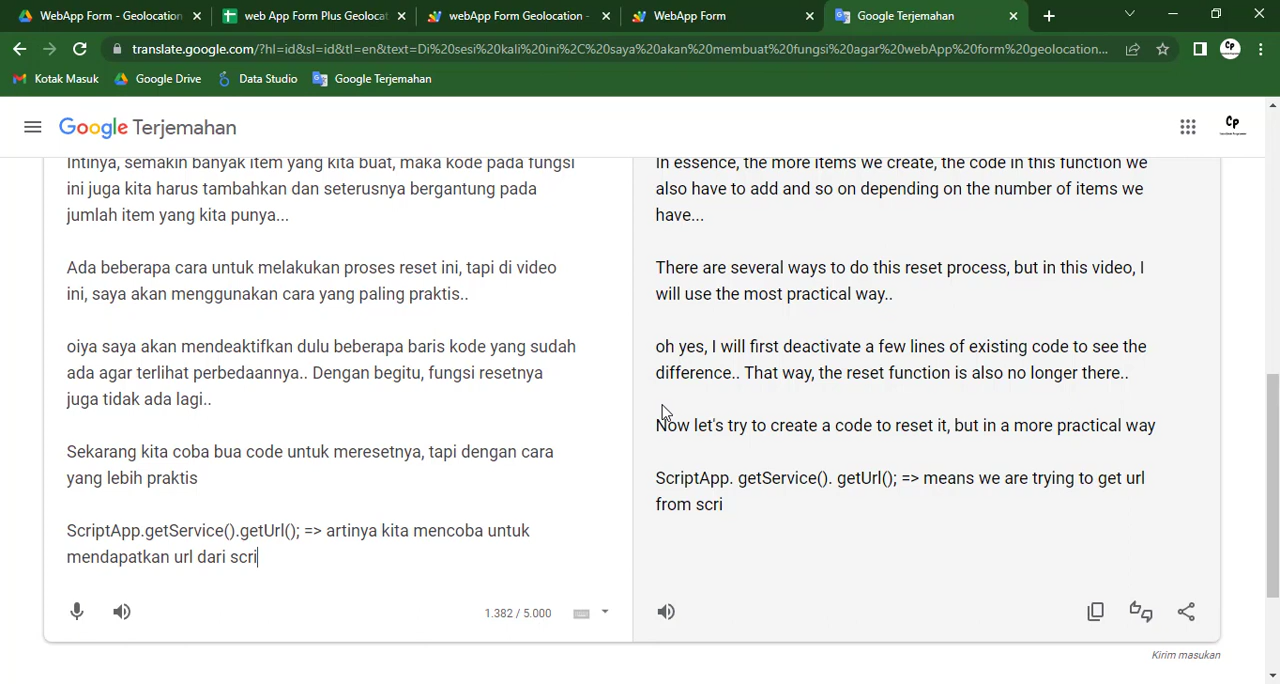 WebApp Form - Geolocation
web App Form Plus Geolocat
webApp Form Geolocation -
WebApp Form
Google Terjemahan
translate.google.com/?hl=id&sl=id&tl=en&text=Di%20sesi%20kali%20ini%2C%20saya%20akan%20membuat%20fungsi%20agar%20webApp%20form%20geolocation...
Kotak Masuk
Google Drive
Data Studio
Google Terjemahan
Google Terjemahan
Cp
Intinya, semakin banyak item yang kita buat, maka kode pada fungsi
ini juga kita harus tambahkan dan seterusnya bergantung pada
jumlah item yang kita punya...
Ada beberapa cara untuk melakukan proses reset ini, tapi di video
ini, saya akan menggunakan cara yang paling praktis..
oiya saya akan mendeaktifkan dulu beberapa baris kode yang sudah
ada agar terlihat perbedaannya.. Dengan begitu, fungsi resetnya
juga tidak ada lagi..
Sekarang kita coba bua code untuk meresetnya, tapi dengan cara
yang lebih praktis
ScriptApp.getService().getUrl(); => artinya kita mencoba untuk
mendapatkan url dari scri
1.382 / 5.000
In essence, the more items we create, the code in this function we
also have to add and so on depending on the number of items we
have...
There are several ways to do this reset process, but in this video, I
will use the most practical way..
oh yes, I will first deactivate a few lines of existing code to see the
difference.. That way, the reset function is also no longer there..
Now let's try to create a code to reset it, but in a more practical way
ScriptApp. getService(). getUrl(); => means we are trying to get url
from scri
Kirim masukan